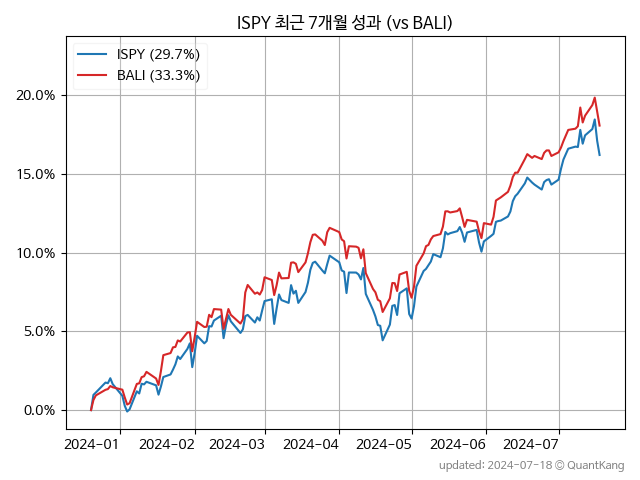 ISPY 최근 7개월 성과 (vs BALI)
ISPY (29.7%)
BALI (33.3%)
20.0%
15.0%
10.0%
5.0%
0.0%
2024−01 2024−02 2024−03 2024−04 2024−05 2024−06 2024−07
updated: 2024-07-18 © QuantKang